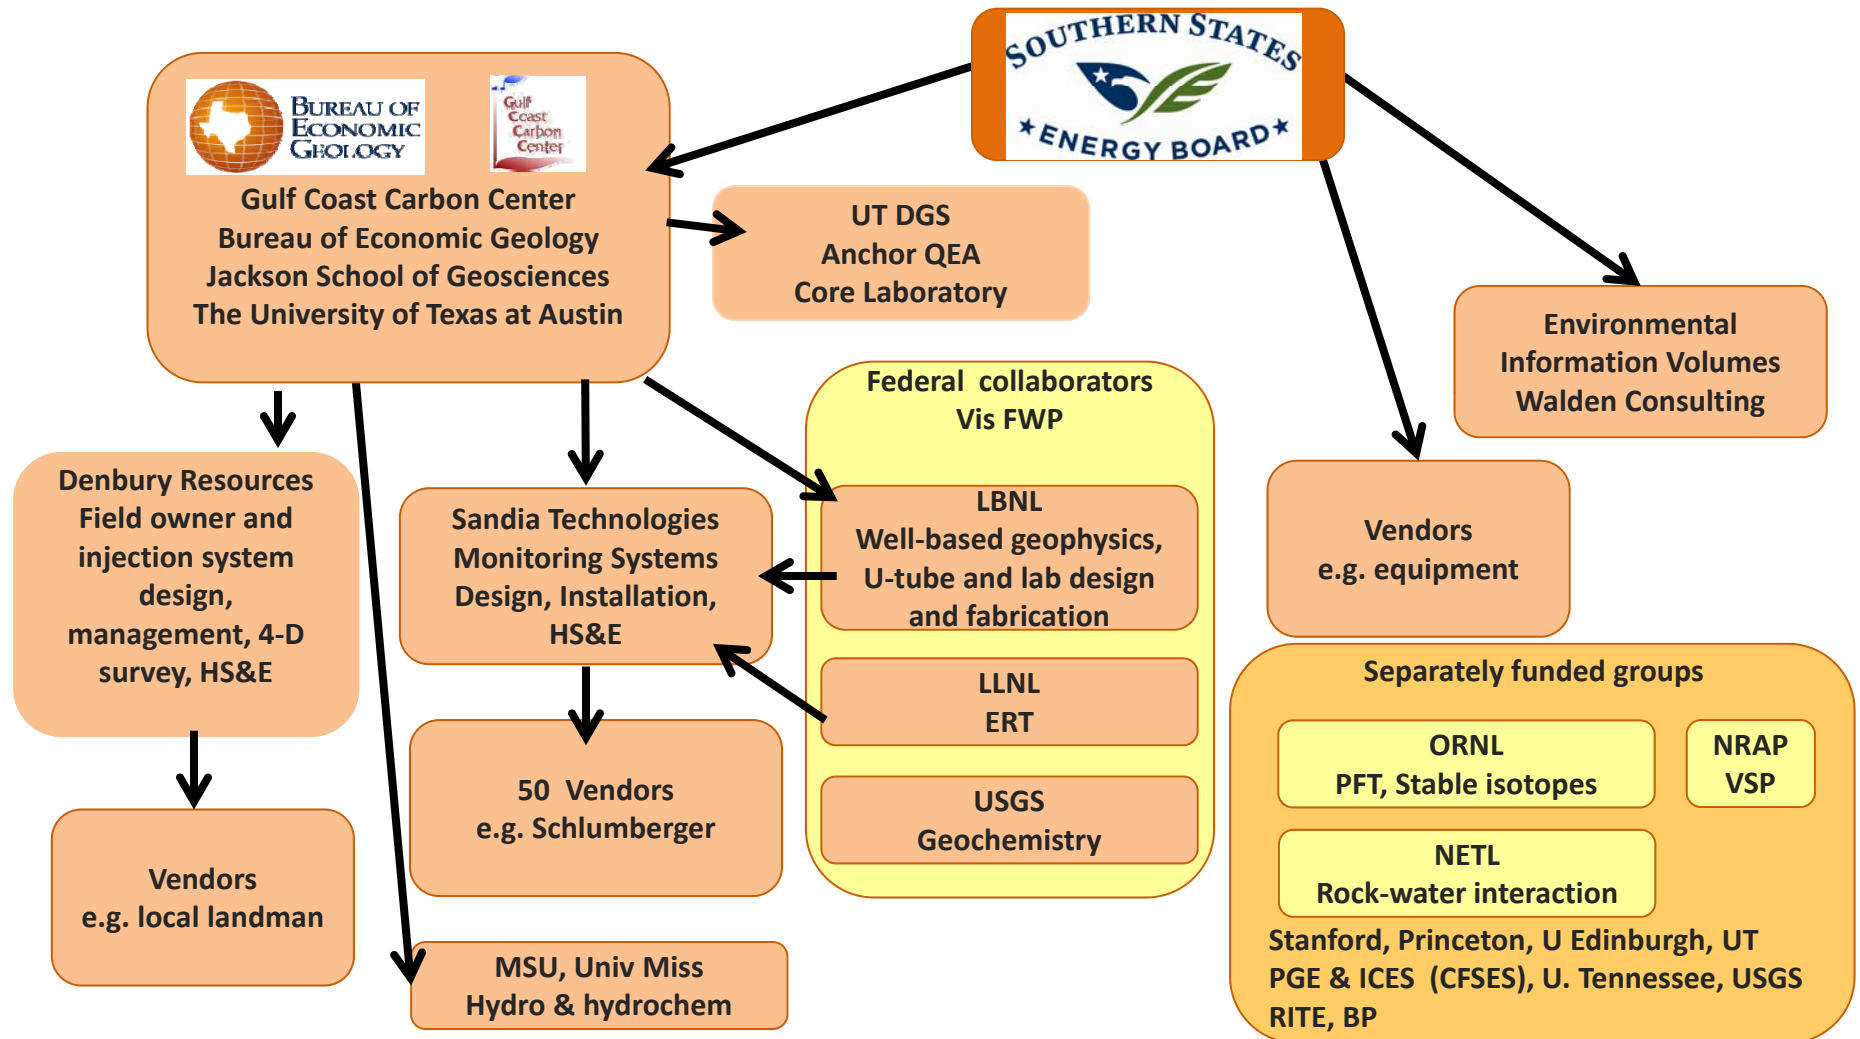 SOUTHERN STATES
ENERGY BOARD
BUREAU OF
ECONOMIC
GEOLOGY
Gulf
Coast
Carbon
Center
Gulf Coast Carbon Center
Bureau of Economic Geology
Jackson School of Geosciences
The University of Texas at Austin
UT DGS
Anchor QEA
Core Laboratory
Environmental
Information Volumes
Walden Consulting
Federal collaborators
Vis FWP
Denbury Resources
Field owner and
injection system
design,
management, 4-D
survey, HS&E
Sandia Technologies
Monitoring Systems
Design, Installation,
HS&E
LBNL
Well-based geophysics,
U-tube and lab design
and fabrication
Vendors
e.g. equipment
LLNL
ERT
USGS
Geochemistry
50 Vendors
e.g. Schlumberger
Vendors
e.g. local landman
MSU, Univ Miss
Hydro & hydrochem
Separately funded groups
ORNL
PFT, Stable isotopes
NRAP
VSP
NETL
Rock-water interaction
Stanford, Princeton, U Edinburgh, UT
PGE & ICES (CFSES), U. Tennessee, USGS
RITE, BP